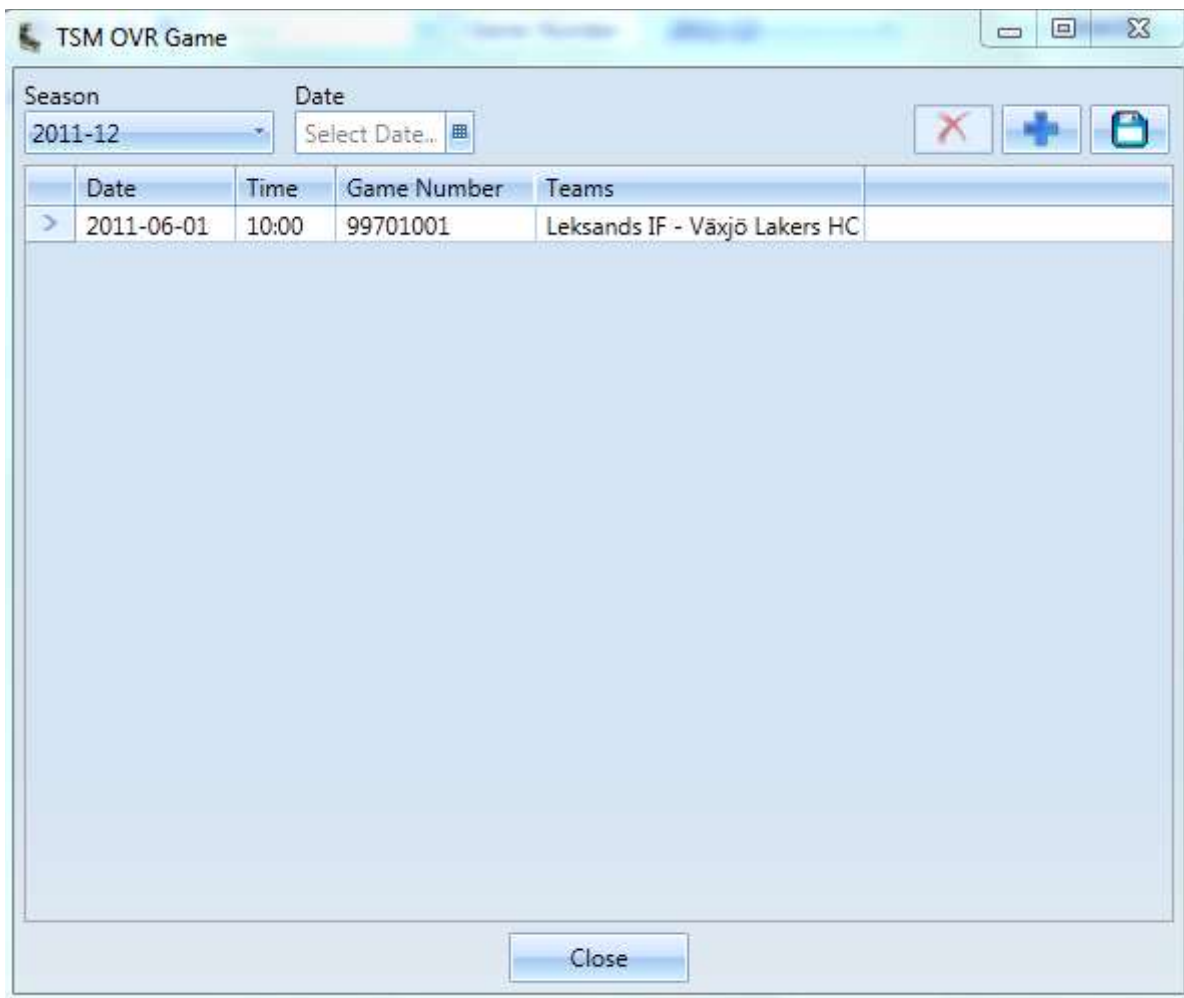 TSM OVR Game
Season Date
2011-12 Select Date...
Date Time Game Number Teams
> 2011-06-01 10:00 99701001 Leksands IF - Växjö Lakers HC
Close